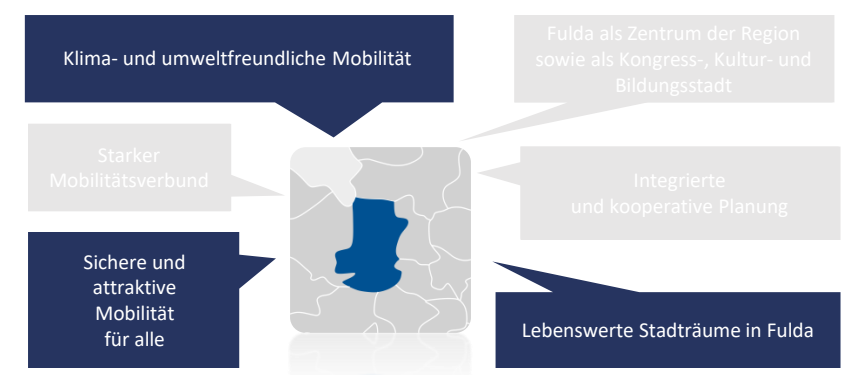 Klima- und umweltfreundliche Mobilität
Fulda als Zentrum der Region
sowie als Kongress-, Kultur- und
Bildungsstadt
Starker
Mobilitätsverbund
Integrierte
und kooperative Planung
Sichere und
attraktive
Mobilität
für alle
Lebenswerte Stadträume in Fulda